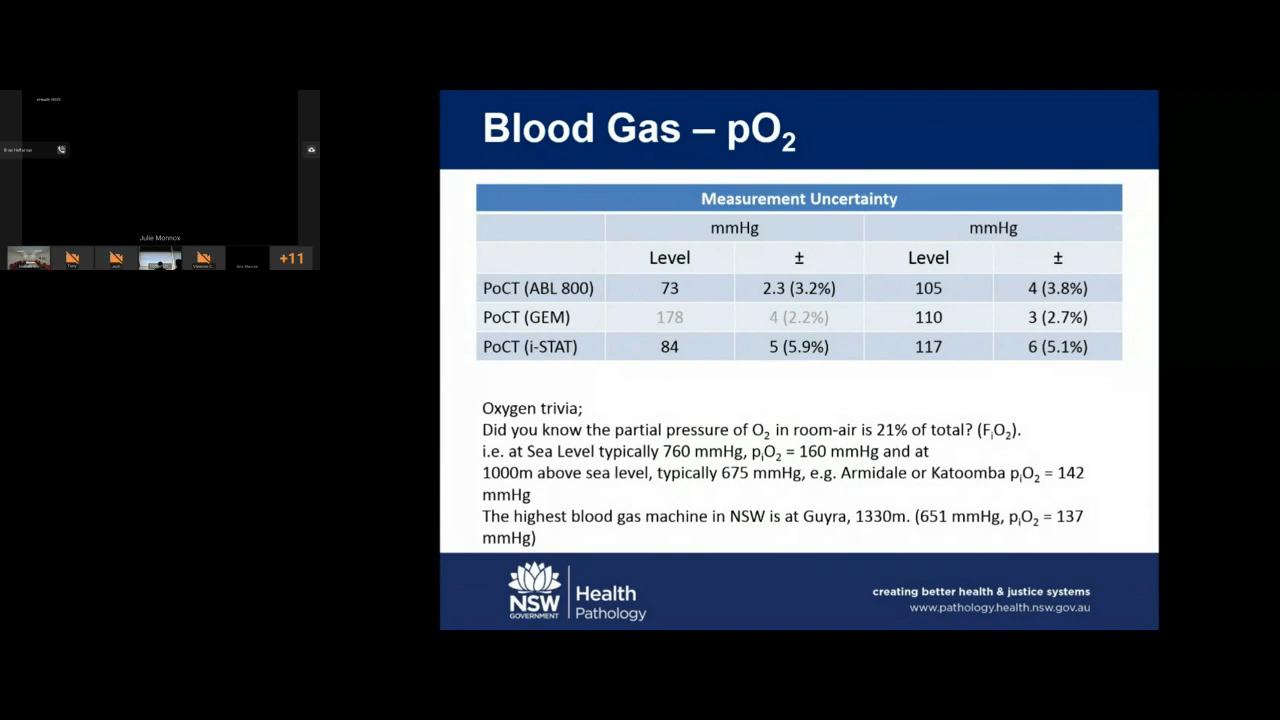 eHealth NSW
Julie Monnox
+11
Blood Gas – pO₂
Measurement Uncertainty
mmHg mmHg
Level ± Level ±
PoCT (ABL 800) 73 2.3 (3.2%) 105 4 (3.8%)
PoCT (GEM) 178 4 (2.2%) 110 3 (2.7%)
PoCT (i-STAT) 84 5 (5.9%) 117 6 (5.1%)
Oxygen trivia;
Did you know the partial pressure of O₂ in room-air is 21% of total? (FᵢO₂).
i.e. at Sea Level typically 760 mmHg, pᵢO₂ = 160 mmHg and at
1000m above sea level, typically 675 mmHg, e.g. Armidale or Katoomba pᵢO₂ = 142
mmHg
The highest blood gas machine in NSW is at Guyra, 1330m. (651 mmHg, pᵢO₂ = 137
mmHg)
NSW
GOVERNMENT
Health
Pathology
creating better health & justice systems
www.pathology.health.nsw.gov.au